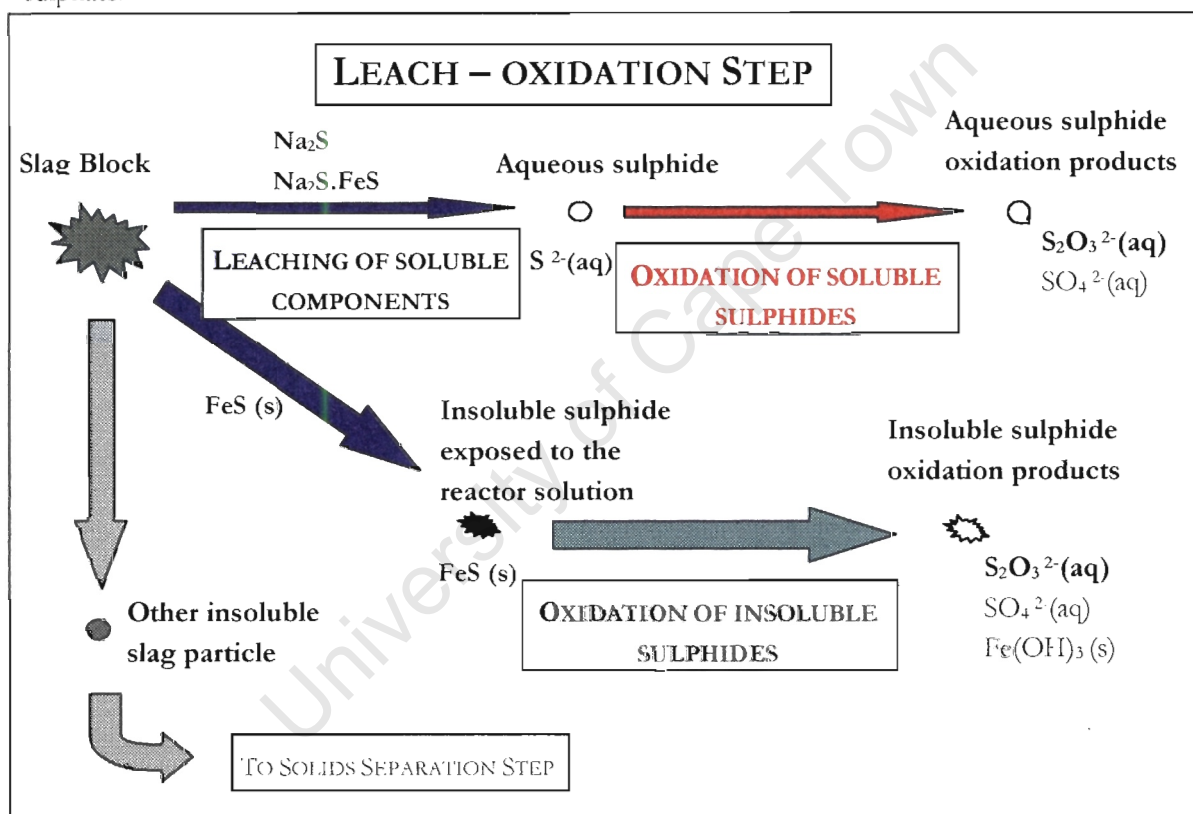 LEACH – OXIDATION STEP
Slag Block
Na₂S
Na₂S.FeS
Aqueous sulphide
Aqueous sulphide
oxidation products
LEACHING OF SOLUBLE
COMPONENTS
S ²⁻(aq)
OXIDATION OF SOLUBLE
SULPHIDES
S₂O₃ ²⁻(aq)
SO₄ ²⁻(aq)
FeS (s)
Insoluble sulphide
exposed to the
reactor solution
Insoluble sulphide
oxidation products
FeS (s)
OXIDATION OF INSOLUBLE
SULPHIDES
S₂O₃ ²⁻(aq)
SO₄ ²⁻(aq)
Fe(OH)₃ (s)
Other insoluble
slag particle
TO SOLIDS SEPARATION STEP
University of Cape Town